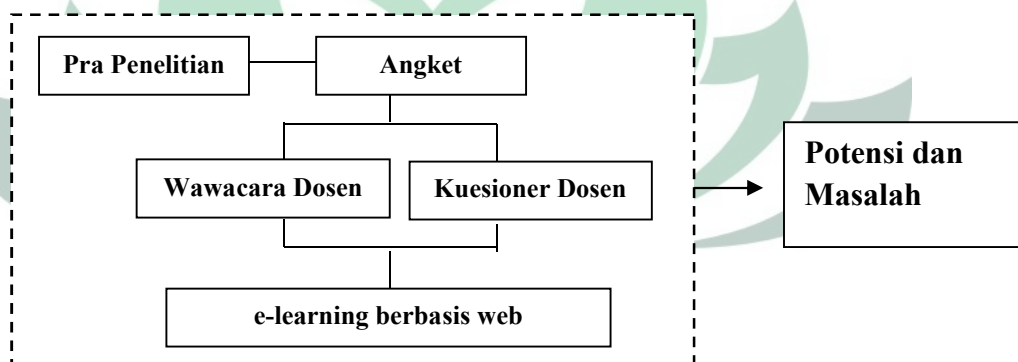 Pra Penelitian
Angket
Wawacara Dosen
Kuesioner Dosen
e-learning berbasis web
Potensi dan
Masalah